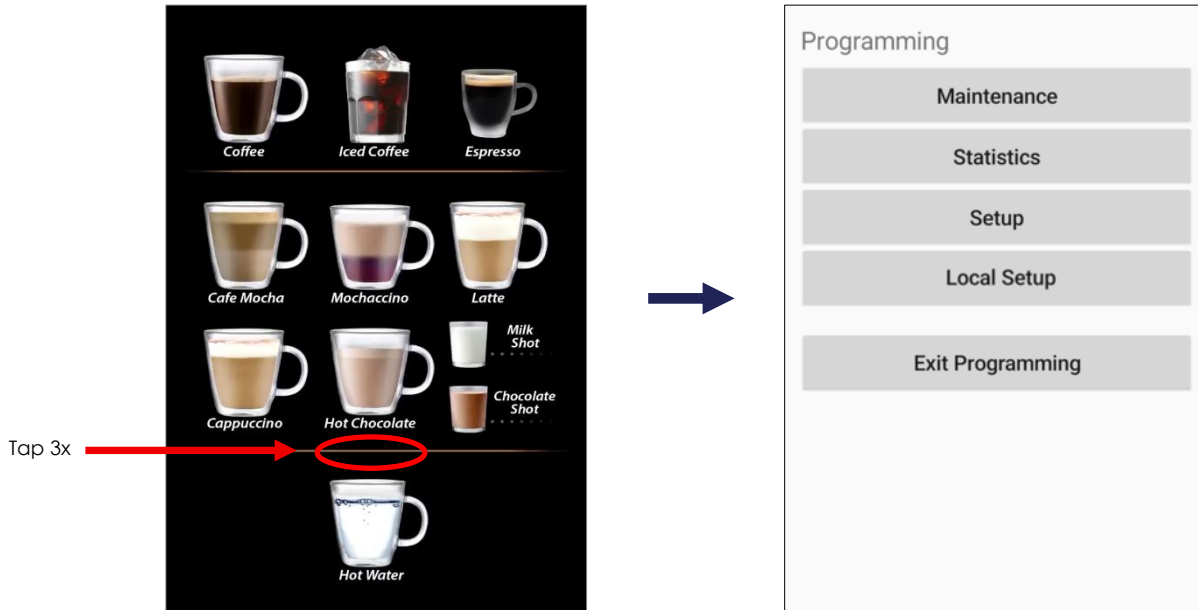 Coffee
Iced Coffee
Espresso
Cafe Mocha
Mochaccino
Latte
Milk
Shot
Cappuccino
Hot Chocolate
Chocolate
Shot
Tap 3x
Hot Water
Programming
Maintenance
Statistics
Setup
Local Setup
Exit Programming